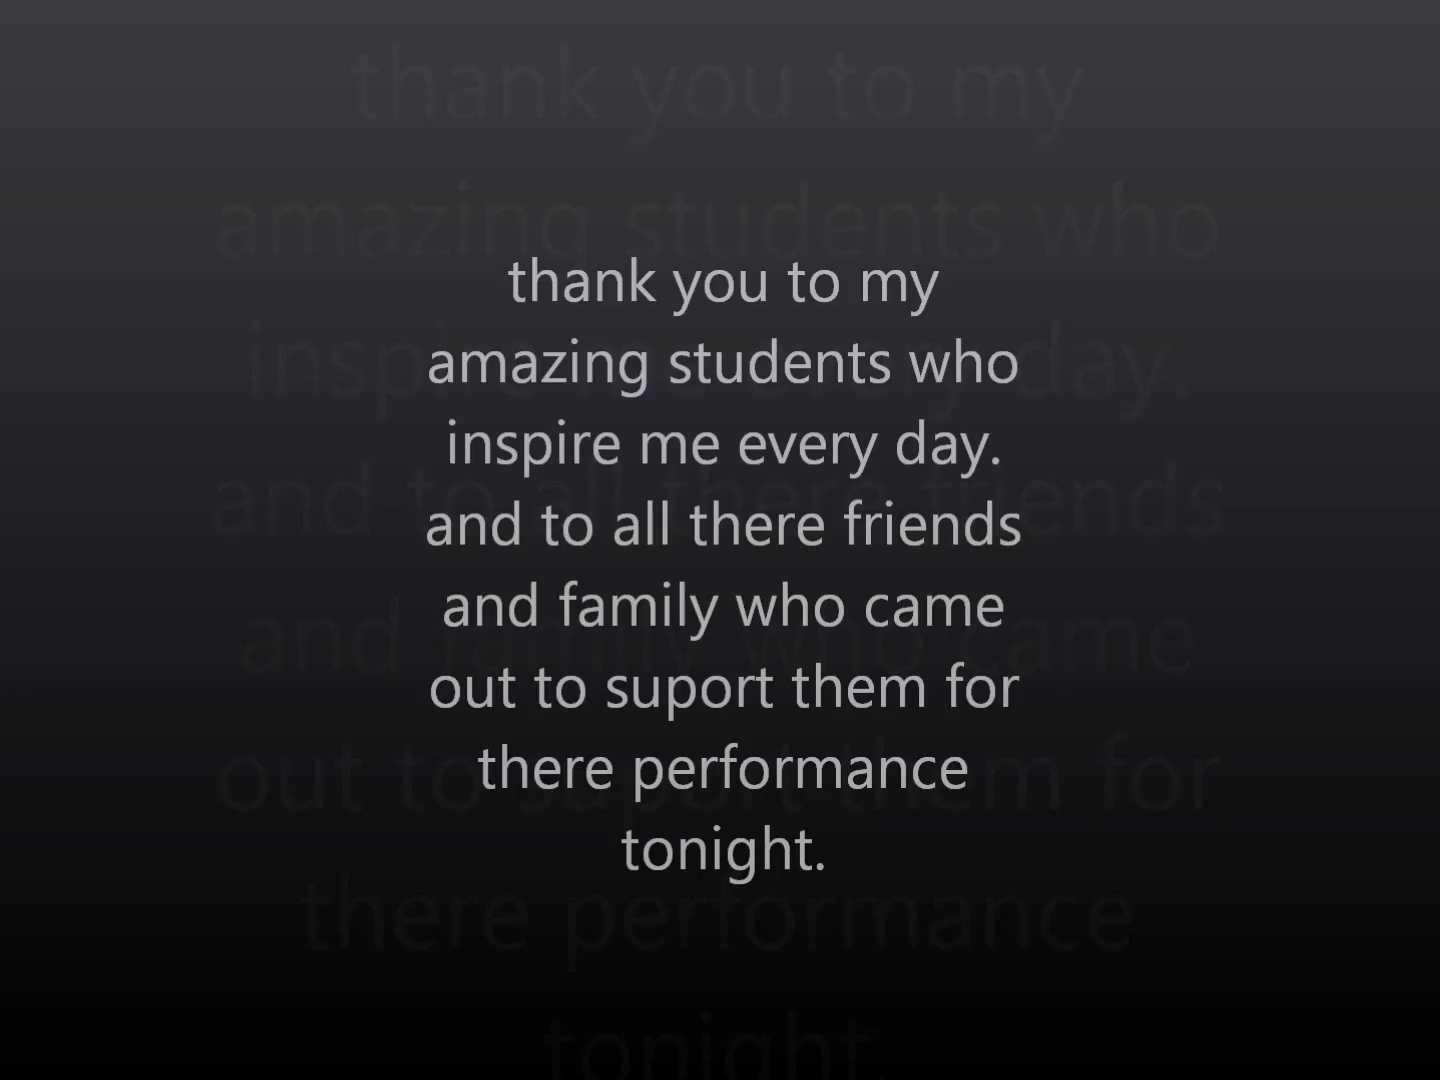 thank you to my
amazing students who
inspire me every day.
and to all there friends
and family who came
out to suport them for
there performance
tonight.